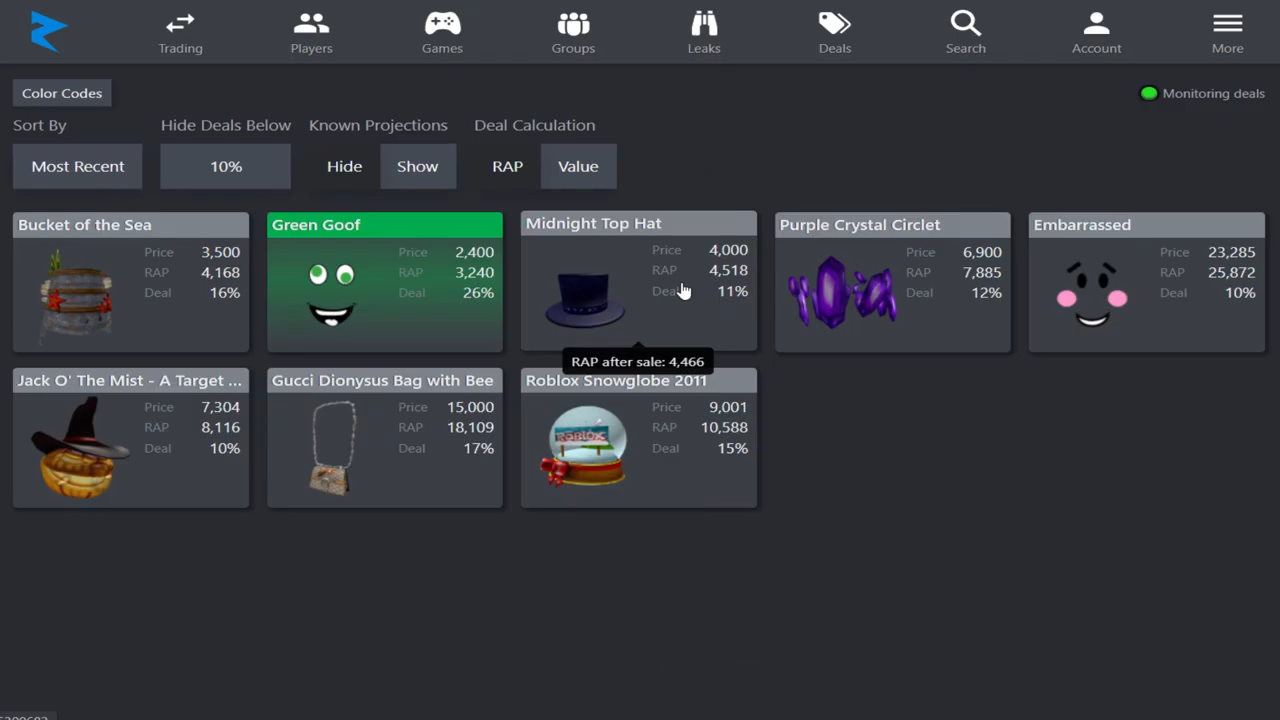 Trading
Players
Games
Groups
Leaks
Deals
Search
Account
More
Color Codes
Monitoring deals
Sort By
Hide Deals Below
Known Projections
Deal Calculation
Most Recent
10%
Hide
Show
RAP
Value
Bucket of the Sea
Price 3,500
RAP 4,168
Deal 16%
Green Goof
Price 2,400
RAP 3,240
Deal 26%
Midnight Top Hat
Price 4,000
RAP 4,518
Deal 11%
Purple Crystal Circlet
Price 6,900
RAP 7,885
Deal 12%
Embarrassed
Price 23,285
RAP 25,872
Deal 10%
RAP after sale: 4,466
Jack O' The Mist - A Target ...
Price 7,304
RAP 8,116
Deal 10%
Gucci Dionysus Bag with Bee
Price 15,000
RAP 18,109
Deal 17%
Roblox Snowglobe 2011
ROBLOX
Price 9,001
RAP 10,588
Deal 15%